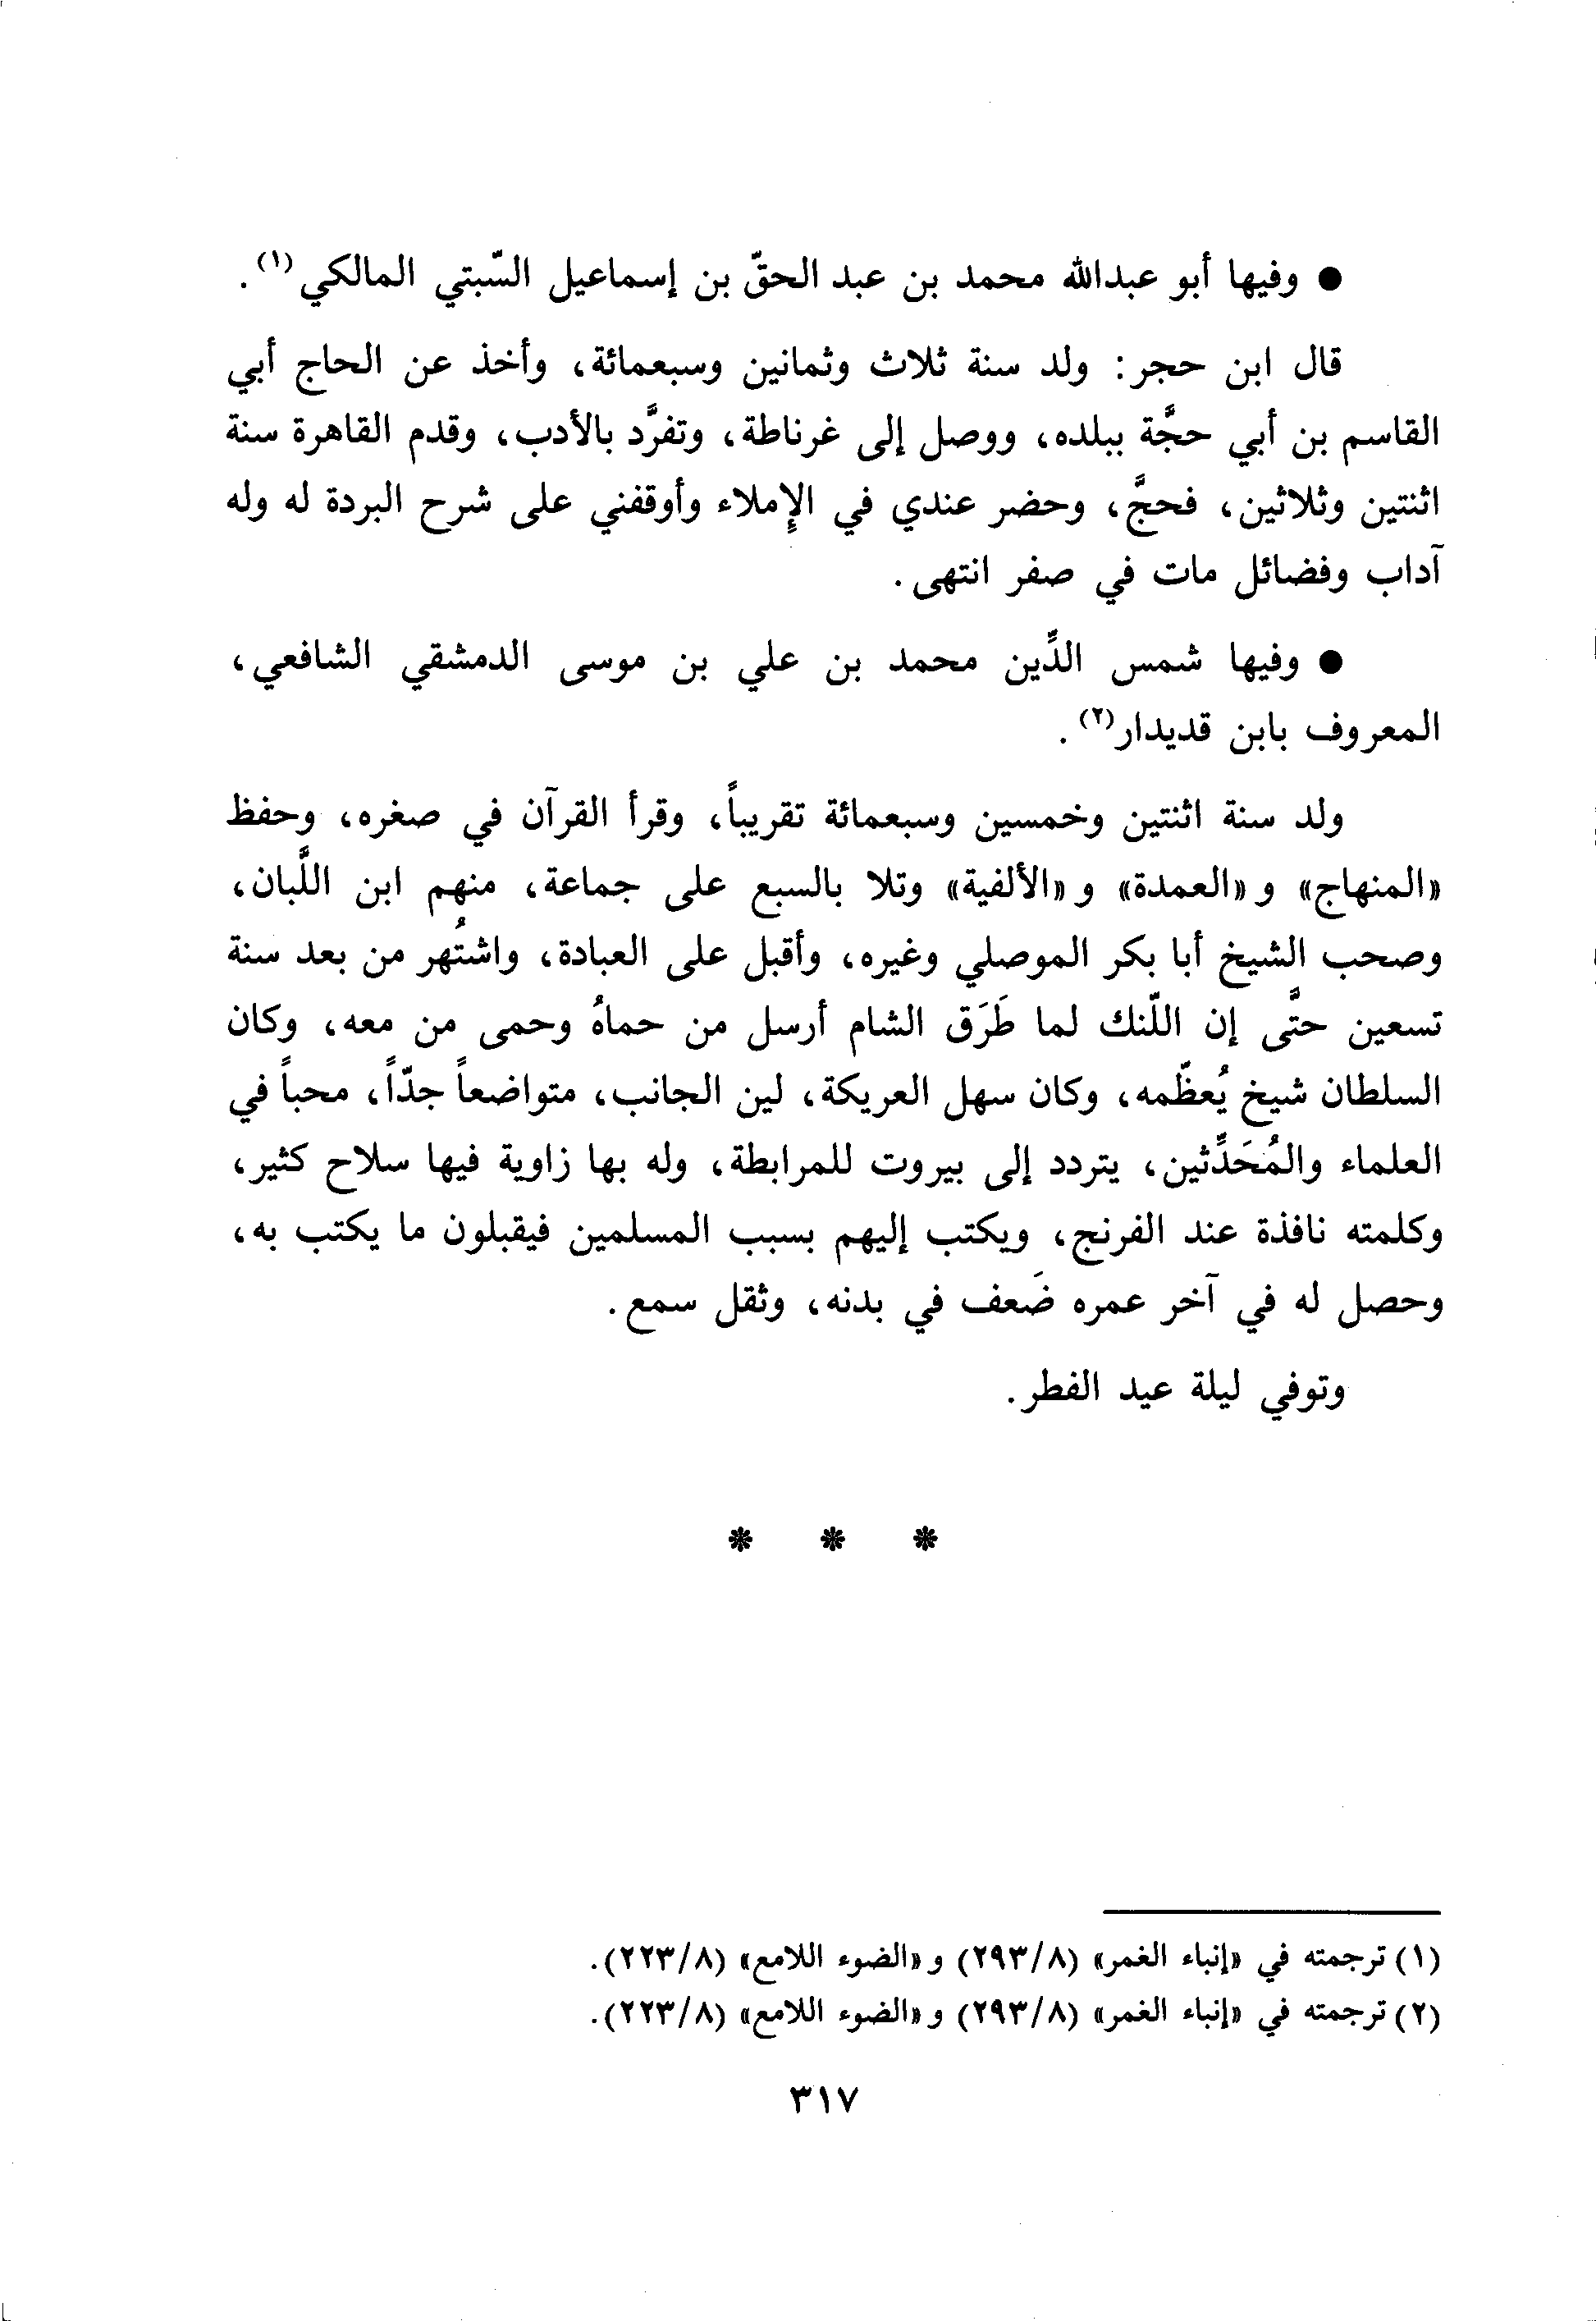 ● وفيها أبو عبدالله محمد بن عبد الحقّ بن إسماعيل السّبتي المالكي(١).
قال ابن حجر: ولد سنة ثلاث وثمانين وسبعمائة، وأخذ عن الحاج أبي
القاسم بن أبي حجَّة ببلده، ووصل إلى غرناطة، وتفرَّد بالأدب، وقدم القاهرة سنة
اثنتين وثلاثين، فحجَّ، وحضر عندي في الإِملاء وأوقفني على شرح البردة له وله
آداب وفضائل مات في صفر انتهى.
● وفيها شمس الدِّين محمد بن علي بن موسى الدمشقي الشافعي،
المعروف بابن قديدار(٢).
ولد سنة اثنتين وخمسين وسبعمائة تقريباً، وقرأ القرآن في صغره، وحفظ
«المنهاج» و«العمدة» و«الألفية» وتلا بالسبع على جماعة، منهم ابن اللَّبان،
وصحب الشيخ أبا بكر الموصلي وغيره، وأقبل على العبادة، واشتُهر من بعد سنة
تسعين حتَّى إن اللّنك لما طَرَق الشام أرسل من حماهُ وحمى من معه، وكان
السلطان شيخ يُعظّمه، وكان سهل العريكة، لين الجانب، متواضعاً جدّاً، محباً في
العلماء والمُحَدِّثين، يتردد إلى بيروت للمرابطة، وله بها زاوية فيها سلاح كثير،
وكلمته نافذة عند الفرنج، ويكتب إليهم بسبب المسلمين فيقبلون ما يكتب به،
وحصل له في آخر عمره ضَعف في بدنه، وثقل سمع.
وتوفي ليلة عيد الفطر.
* * *
(١) ترجمته في «إنباء الغمر» (٢٩٣/٨) و«الضوء اللامع» (٢٢٣/٨).
(٢) ترجمته في «إنباء الغمر» (٢٩٣/٨) و«الضوء اللامع» (٢٢٣/٨).
٣١٧